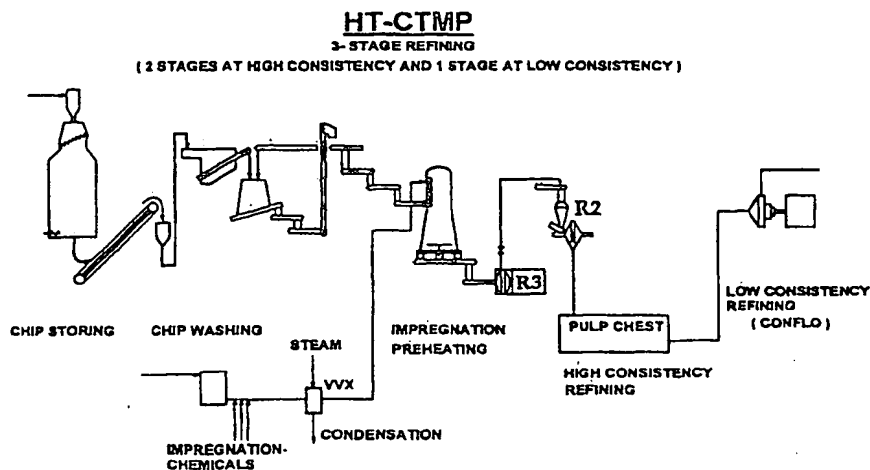 HT-CTMP
3- STAGE REFINING
( 2 STAGES AT HIGH CONSISTENCY AND 1 STAGE AT LOW CONSISTENCY )
R2
R3
CHIP STORING
CHIP WASHING
IMPREGNATION
PREHEATING
PULP CHEST
LOW CONSISTENCY
REFINING
( CONFLO )
HIGH CONSISTENCY
REFINING
STEAM
VVX
CONDENSATION
IMPREGNATION-
CHEMICALS